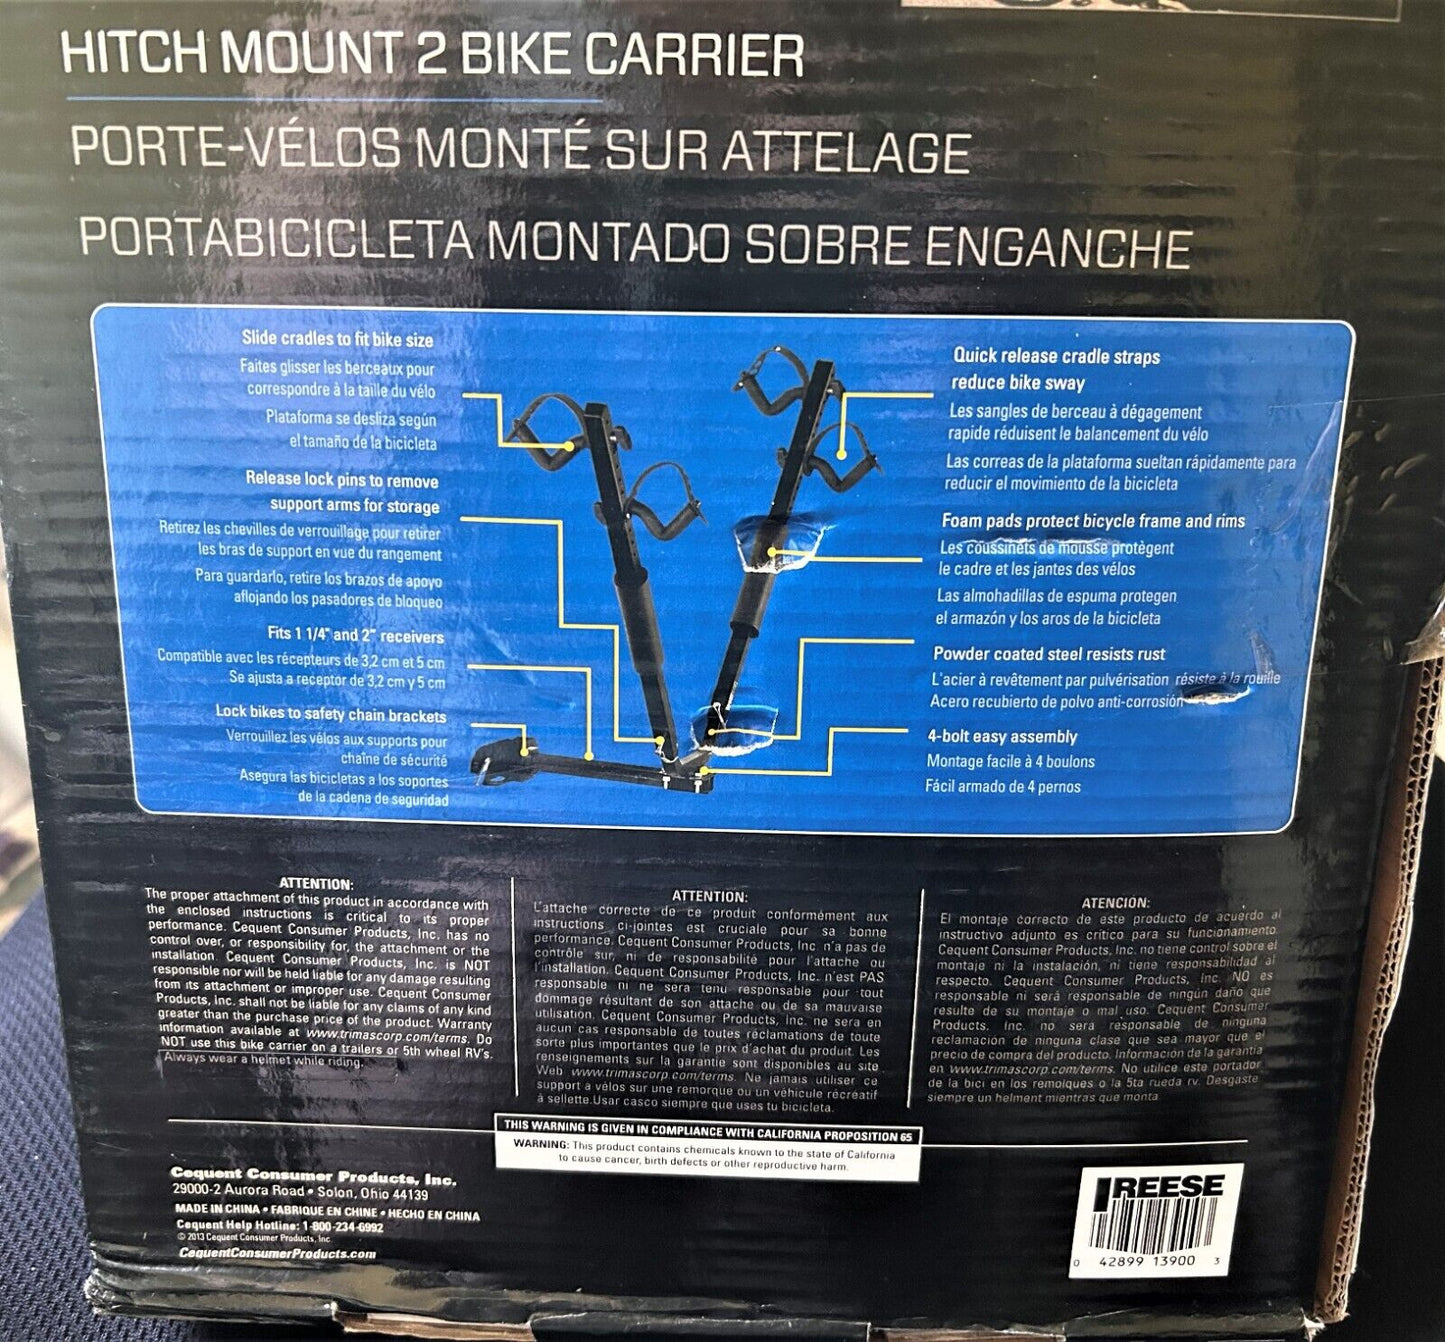 HITCH MOUNT 2 BIKE CARRIER
PORTE-VÉLOS MONTÉ SUR ATTELAGE
PORTABICICLETA MONTADO SOBRE ENGANCHE
Slide cradles to fit bike size
Faites glisser les berceaux pour
correspondre à la taille du vélo
Plataforma se desliza según
el tamaño de la bicicleta
Release lock pins to remove
support arms for storage
Retirez les chevilles de verrouillage pour retirer
les bras de support en vue du rangement
Para guardarlo, retire los brazos de apoyo
aflojando los pasadores de bloqueo
Fits 1 1/4" and 2" receivers
Compatible avec les récepteurs de 3,2 cm et 5 cm
Se ajusta a receptor de 3,2 cm y 5 cm
Lock bikes to safety chain brackets
Verrouillez les vélos aux supports pour
chaîne de sécurité
Asegura las bicicletas a los soportes
de la cadena de seguridad
Quick release cradle straps
reduce bike sway
Les sangles de berceau à dégagement
rapide réduisent le balancement du vélo
Las correas de la plataforma sueltan rápidamente para
reducir el movimiento de la bicicleta
Foam pads protect bicycle frame and rims
Les coussinets de mousse protègent
le cadre et les jantes des vélos
Las almohadillas de espuma protegen
el armazón y los aros de la bicicleta
Powder coated steel resists rust
L'acier à revêtement par pulvérisation résiste à la rouille
Acero recubierto de polvo anti-corrosión
4-bolt easy assembly
Montage facile à 4 boulons
Fácil armado de 4 pernos
ATTENTION:
The proper attachment of this product in accordance with
the enclosed instructions is critical to its proper
performance. Cequent Consumer Products, Inc. has no
control over, or responsibility for, the attachment or the
installation. Cequent Consumer Products, Inc. is NOT
responsible nor will be held liable for any damage resulting
from its attachment or improper use. Cequent Consumer
Products, Inc. shall not be liable for any claims of any kind
greater than the purchase price of the product. Warranty
information available at www.trimascorp.com/terms. Do
NOT use this bike carrier on a trailers or 5th wheel RV's.
Always wear a helmet while riding.
ATTENTION:
L'attache correcte de ce produit conformément aux
instructions ci-jointes est cruciale pour sa bonne
performance. Cequent Consumer Products, Inc. n'a pas de
contrôle sur, ni de responsabilité pour l'attache ou
l'installation. Cequent Consumer Products, Inc. n'est PAS
responsable ni ne sera tenu responsable pour tout
dommage résultant de son attache ou de sa mauvaise
utilisation. Cequent Consumer Products, Inc. ne sera en
aucun cas responsable de toutes réclamations de toute
sorte plus importantes que le prix d'achat du produit. Les
renseignements sur la garantie sont disponibles au site
Web www.trimascorp.com/terms. Ne jamais utiliser ce
support à vélos sur une remorque ou un véhicule récréatif
à sellette.Usar casco siempre que uses tu bicicleta.
ATENCIÓN:
El montaje correcto de este producto de acuerdo al
instructivo adjunto es crítico para su funcionamiento.
Cequent Consumer Products, Inc. no tiene control sobre el
montaje ni la instalación, ni tiene responsabilidad al
respecto. Cequent Consumer Products, Inc. NO es
responsable ni será responsable de ningún daño que
resulte de su montaje o mal uso. Cequent Consumer
Products. Inc. no sera responsable de ninguna
reclamación de ninguna clase que sea mayor que el
precio de compra del producto. Información de la garantía
en www.trimascorp.com/terms. No utilice este portador
de la bici en los remolques o la 5ta rueda rv. Desgaste
siempre un helment mientras que monta.
THIS WARNING IS GIVEN IN COMPLIANCE WITH CALIFORNIA PROPOSITION 65
WARNING: This product contains chemicals known to the state of California
to cause cancer, birth defects or other reproductive harm.
Cequent Consumer Products, Inc.
29000-2 Aurora Road • Solon, Ohio 44139
MADE IN CHINA • FABRIQUE EN CHINE • HECHO EN CHINA
Cequent Help Hotline: 1-800-234-6992
© 2013 Cequent Consumer Products, Inc.
CequentConsumerProducts.com
REESE
0 42899 13900 3